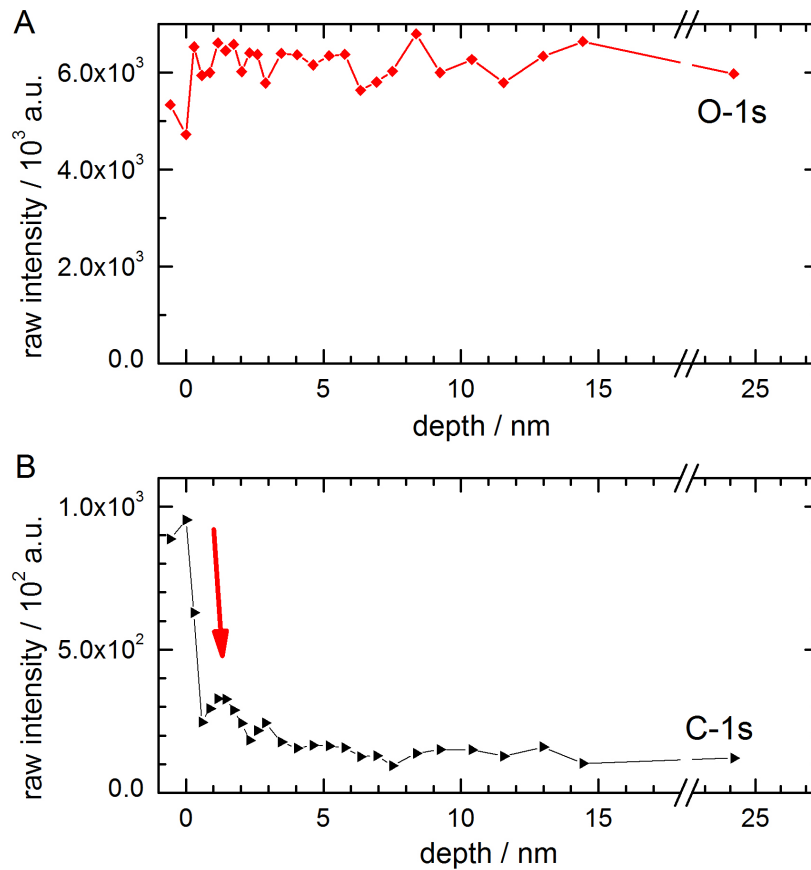 A
raw intensity / 10³ a.u.
6.0x10³
4.0x10³
2.0x10³
0.0
O-1s
0 5 10 15 25
depth / nm
B
raw intensity / 10² a.u.
1.0x10³
5.0x10²
0.0
C-1s
0 5 10 15 25
depth / nm